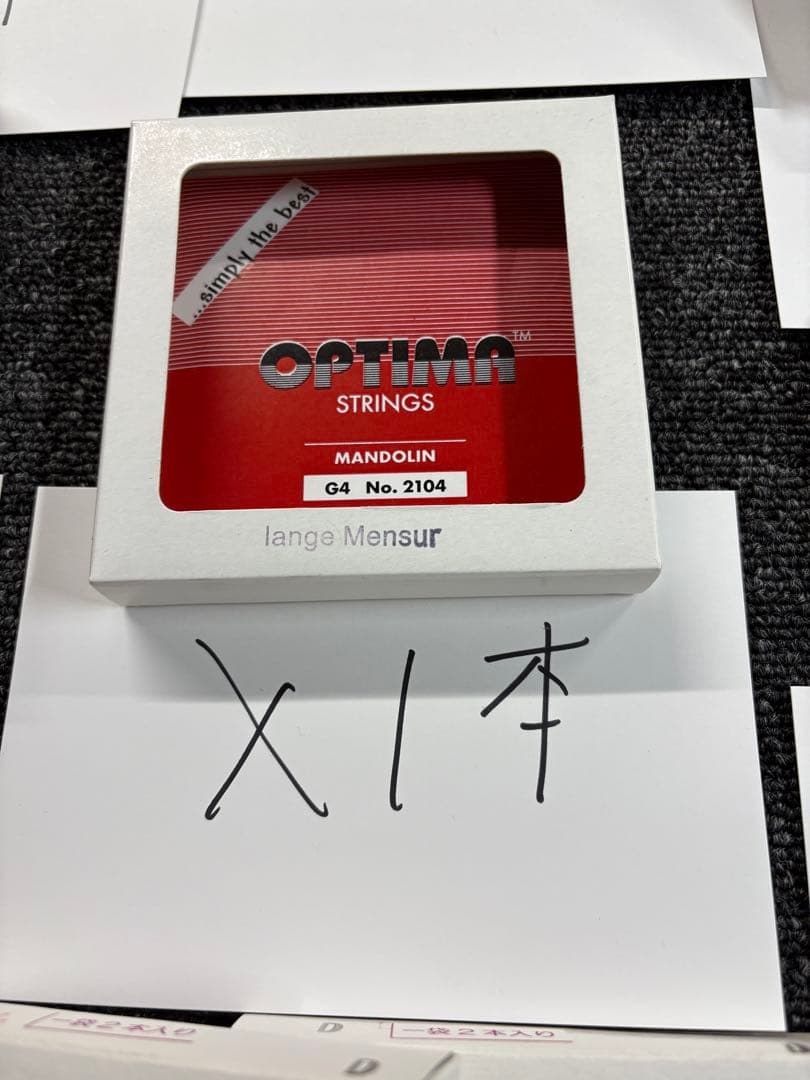 ...simply the best
OPTIMA™
STRINGS
MANDOLIN
G4 No. 2104
lange Mensur
X1本
D 一袋2本入り
一袋2本入り
D